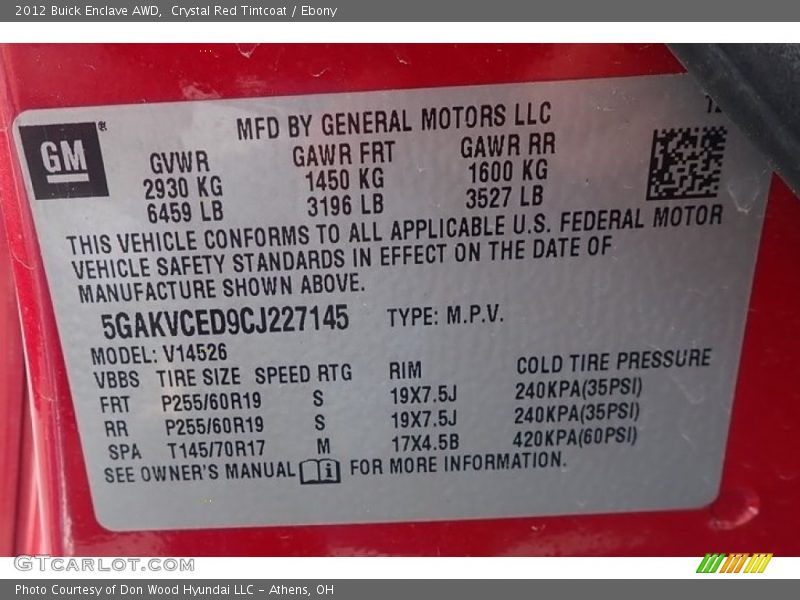 2012 Buick Enclave AWD,  Crystal Red Tintcoat / Ebony
GM
MFD BY GENERAL MOTORS LLC
GVWR GAWR FRT GAWR RR
2930 KG 1450 KG 1600 KG
6459 LB 3196 LB 3527 LB
THIS VEHICLE CONFORMS TO ALL APPLICABLE U.S. FEDERAL MOTOR
VEHICLE SAFETY STANDARDS IN EFFECT ON THE DATE OF
MANUFACTURE SHOWN ABOVE.
5GAKVCED9CJ227145 TYPE: M.P.V.
MODEL: V14526
VBBS TIRE SIZE SPEED RTG RIM COLD TIRE PRESSURE
FRT P255/60R19 S 19X7.5J 240KPA(35PSI)
RR P255/60R19 S 19X7.5J 240KPA(35PSI)
SPA T145/70R17 M 17X4.5B 420KPA(60PSI)
SEE OWNER'S MANUAL i FOR MORE INFORMATION.
GTCARLOT.COM
Photo Courtesy of Don Wood Hyundai LLC - Athens, OH